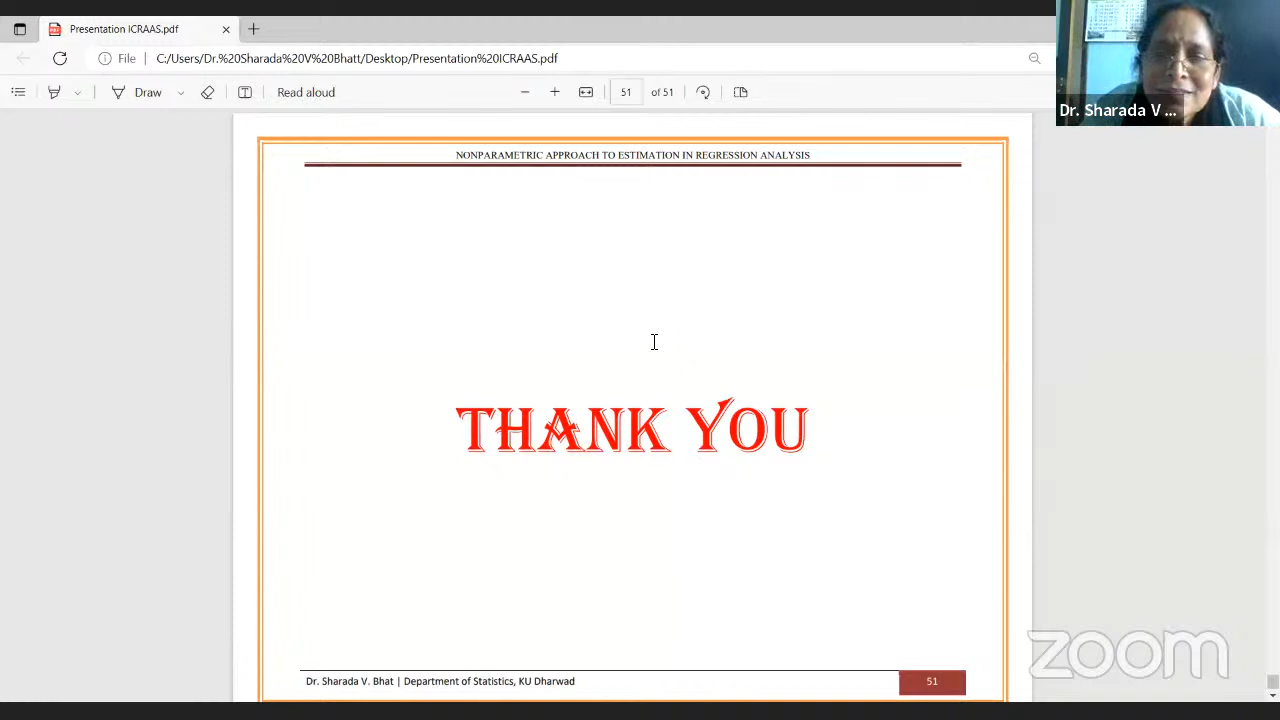 Presentation ICRAAS.pdf
File C:/Users/Dr.%20Sharada%20V%20Bhatt/Desktop/Presentation%20ICRAAS.pdf
Draw Read aloud 51 of 51
Dr. Sharada V ...
NONPARAMETRIC APPROACH TO ESTIMATION IN REGRESSION ANALYSIS
THANK YOU
Dr. Sharada V. Bhat | Department of Statistics, KU Dharwad 51
zoom